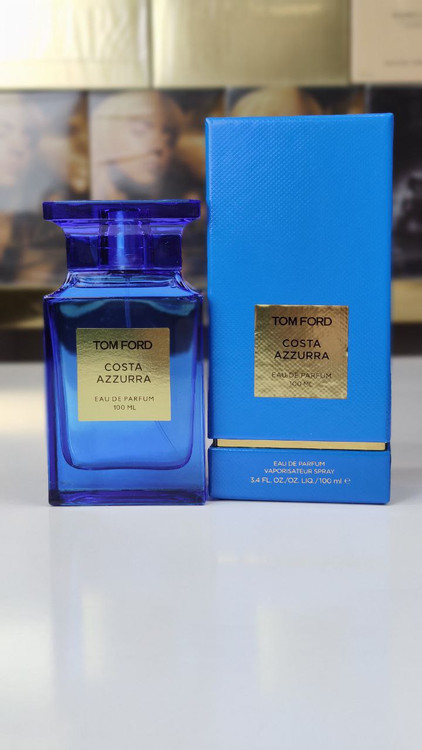 TOM FORD
COSTA
AZZURRA
EAU DE PARFUM
100 ML
TOM FORD
COSTA
AZZURRA
EAU DE PARFUM
100 ML
EAU DE PARFUM
VAPORISATEUR SPRAY
3.4 FL. OZ./OZ. LIQ./100 ml ℮